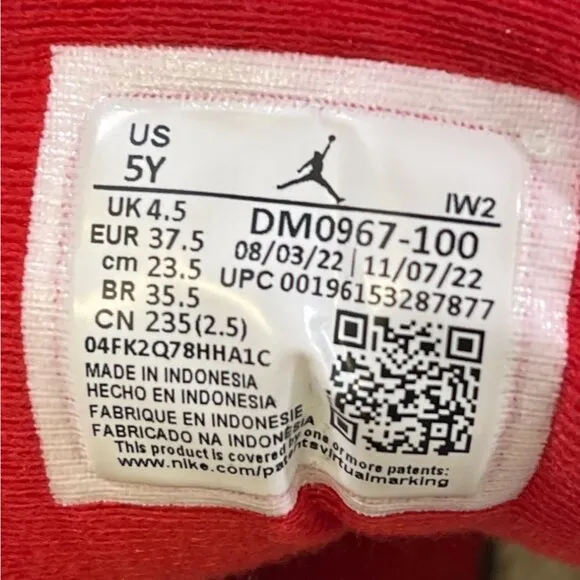 US
5Y
IW2
UK 4.5
DM0967-100
EUR 37.5
08/03/22 | 11/07/22
cm 23.5
UPC 00196153287877
BR 35.5
CN 235(2.5)
04FK2Q78HHA1C
MADE IN INDONESIA
HECHO EN INDONESIA
FABRIQUE EN INDONESIE
FABRICADO NA INDONESIA
This product is covered by one or more patents:
www.nike.com/patentsvirtualmarking